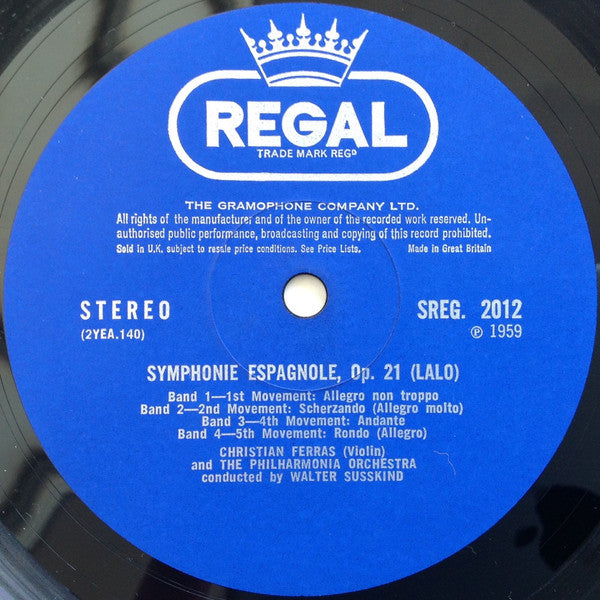 REGAL
TRADE MARK REGD
THE GRAMOPHONE COMPANY LTD.
All rights of the manufacturer and of the owner of the recorded work reserved. Un-
authorised public performance, broadcasting and copying of this record prohibited.
Sold in U.K. subject to resale price conditions. See Price Lists. Made in Great Britain
STEREO SREG. 2012
(2YEA.140) ℗ 1959
SYMPHONIE ESPAGNOLE, Op. 21 (LALO)
Band 1—1st Movement: Allegro non troppo
Band 2—2nd Movement: Scherzando (Allegro molto)
Band 3—4th Movement: Andante
Band 4—5th Movement: Rondo (Allegro)
CHRISTIAN FERRAS (Violin)
and THE PHILHARMONIA ORCHESTRA
conducted by WALTER SUSSKIND